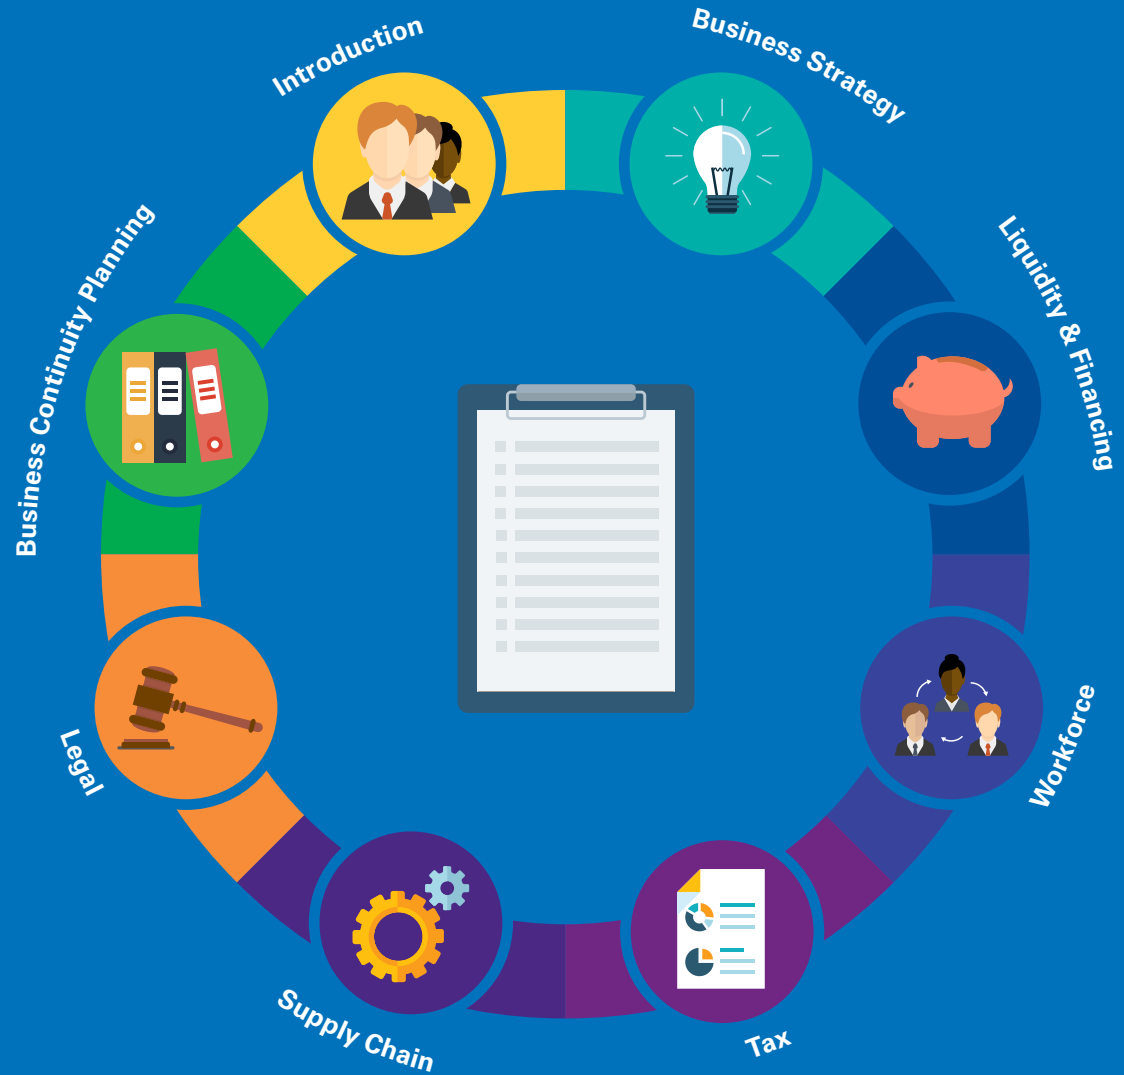 Introduction
Business Strategy
Liquidity & Financing
Workforce
Tax
Supply Chain
Legal
Business Continuity Planning